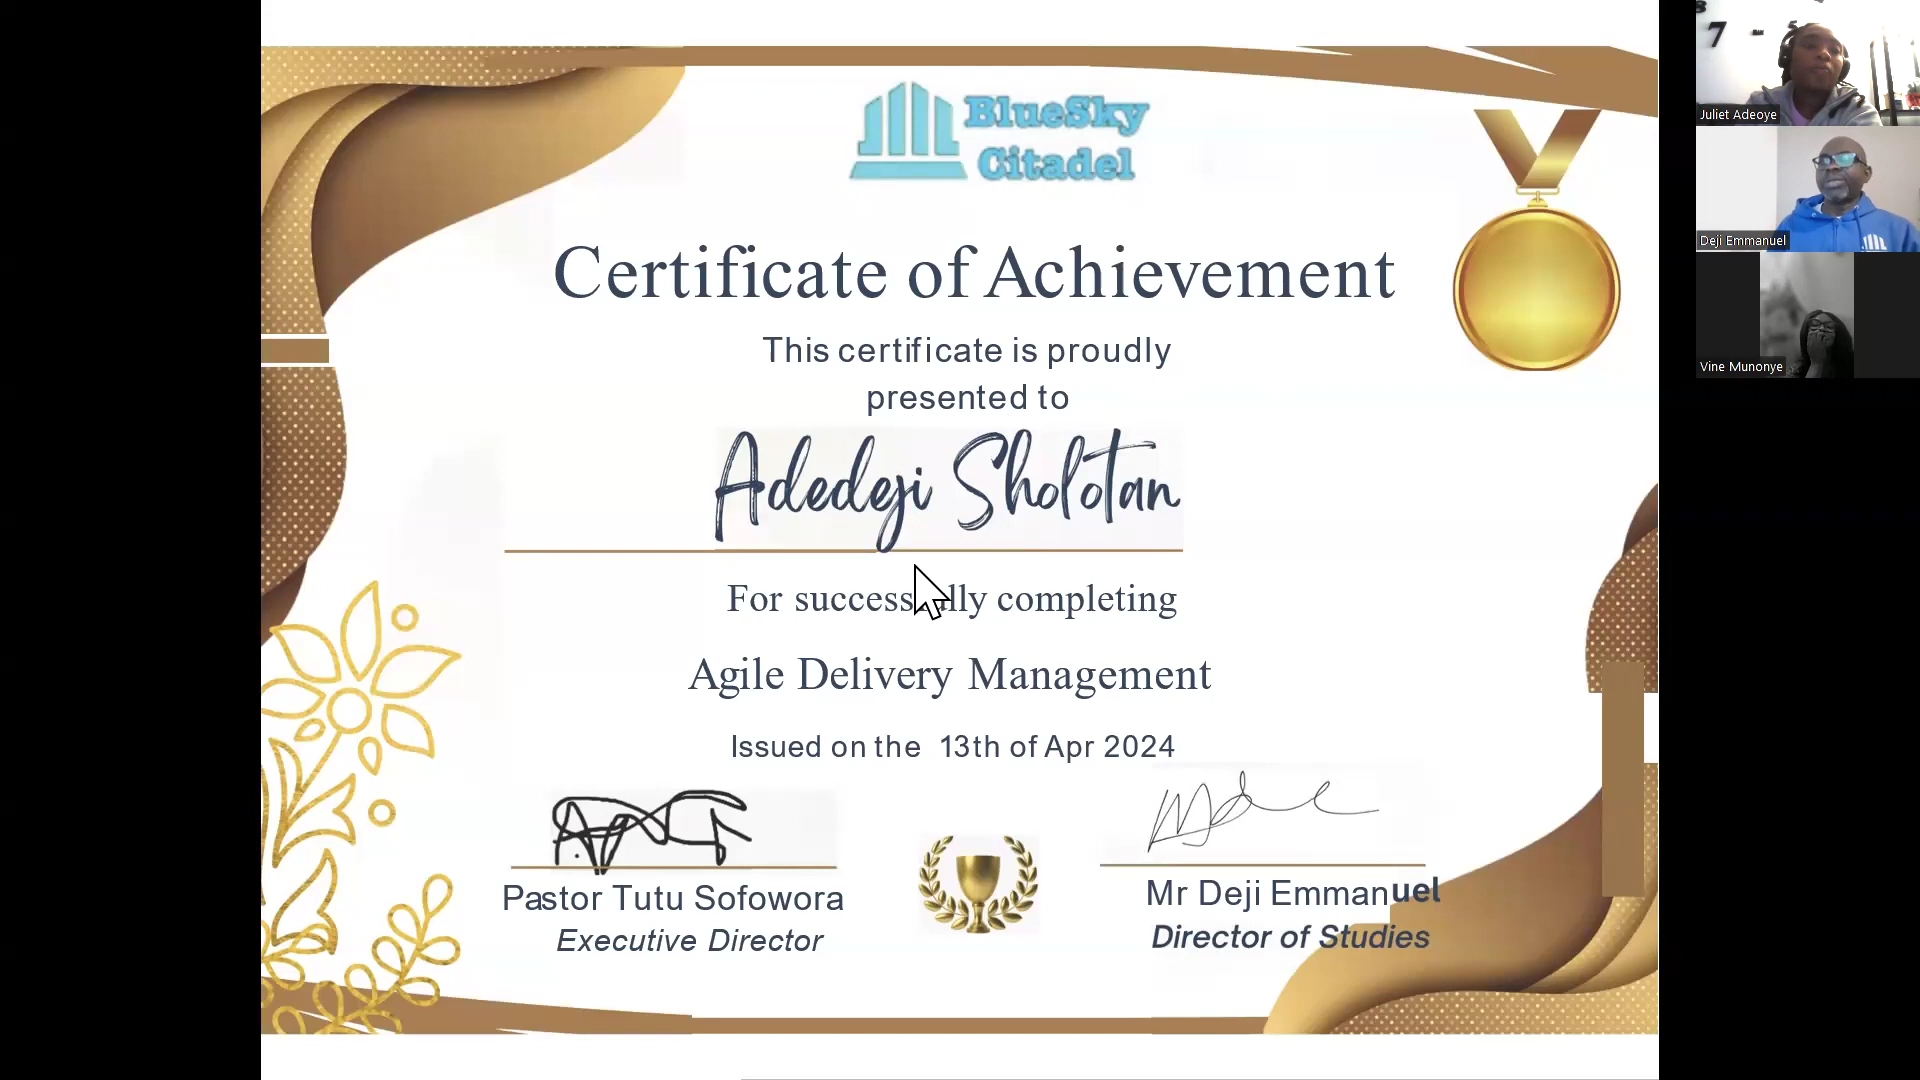 BlueSky
Citadel
Certificate of Achievement
This certificate is proudly
presented to
Adedeji Sholotan
For successfully completing
Agile Delivery Management
Issued on the 13th of Apr 2024
Pastor Tutu Sofowora
Executive Director
Mr Deji Emmanuel
Director of Studies
7
Juliet Adeoye
Deji Emmanuel
Vine Munonye